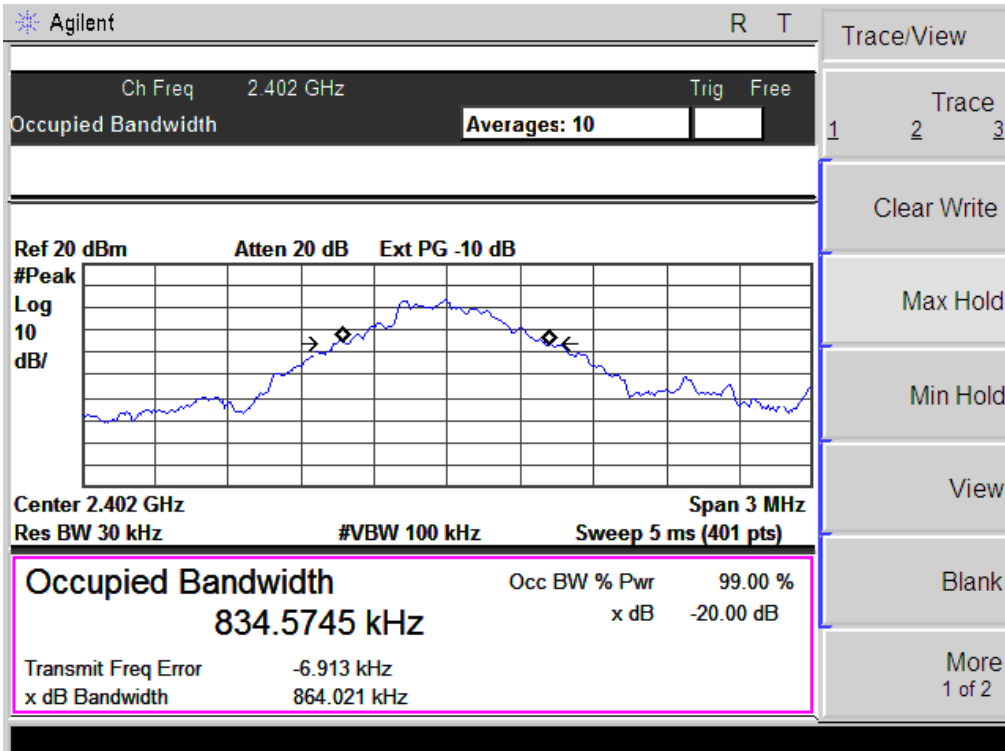 Agilent R T
Trace/View
Ch Freq 2.402 GHz Trig Free
Occupied Bandwidth Averages: 10
Trace
1 2 3
Clear Write
Ref 20 dBm Atten 20 dB Ext PG -10 dB
#Peak
Log
10
dB/
Max Hold
Min Hold
View
Center 2.402 GHz Span 3 MHz
Res BW 30 kHz #VBW 100 kHz Sweep 5 ms (401 pts)
Occupied Bandwidth Occ BW % Pwr 99.00 %
834.5745 kHz x dB -20.00 dB
Blank
Transmit Freq Error -6.913 kHz
x dB Bandwidth 864.021 kHz
More
1 of 2